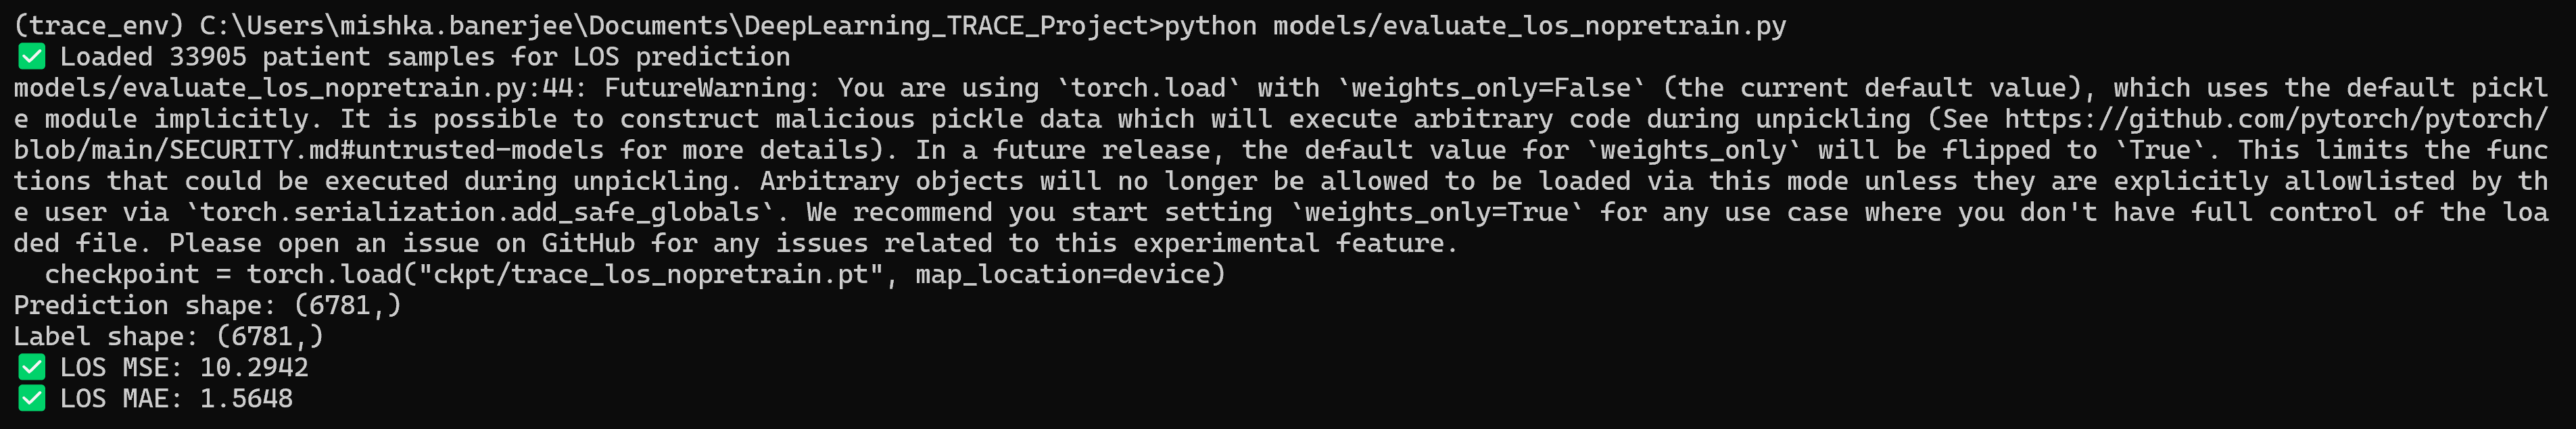 (trace_env) C:\Users\mishka.banerjee\Documents\DeepLearning_TRACE_Project>python models/evaluate_los_nopretrain.py
✅ Loaded 33905 patient samples for LOS prediction
models/evaluate_los_nopretrain.py:44: FutureWarning: You are using `torch.load` with `weights_only=False` (the current default value), which uses the default pickl
e module implicitly. It is possible to construct malicious pickle data which will execute arbitrary code during unpickling (See https://github.com/pytorch/pytorch/
blob/main/SECURITY.md#untrusted-models for more details). In a future release, the default value for `weights_only` will be flipped to `True`. This limits the func
tions that could be executed during unpickling. Arbitrary objects will no longer be allowed to be loaded via this mode unless they are explicitly allowlisted by th
e user via `torch.serialization.add_safe_globals`. We recommend you start setting `weights_only=True` for any use case where you don't have full control of the loa
ded file. Please open an issue on GitHub for any issues related to this experimental feature.
  checkpoint = torch.load("ckpt/trace_los_nopretrain.pt", map_location=device)
Prediction shape: (6781,)
Label shape: (6781,)
✅ LOS MSE: 10.2942
✅ LOS MAE: 1.5648